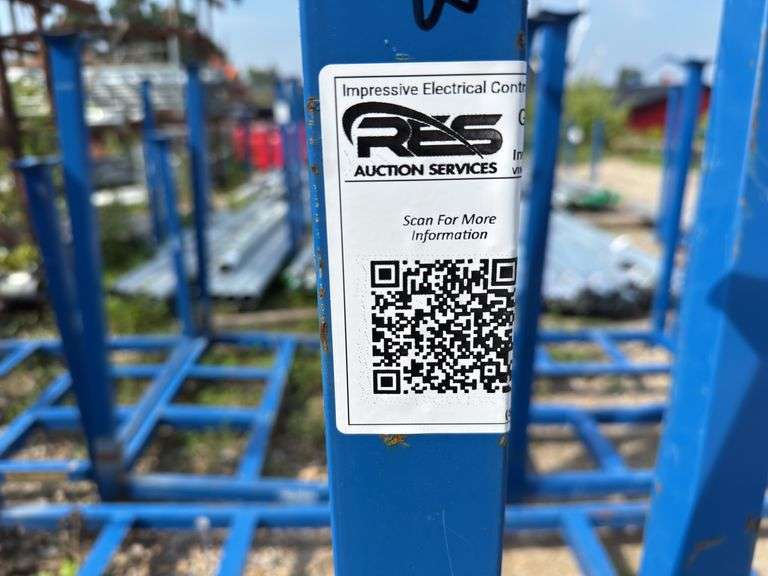 Impressive Electrical Contr
RES
AUCTION SERVICES
Scan For More
Information